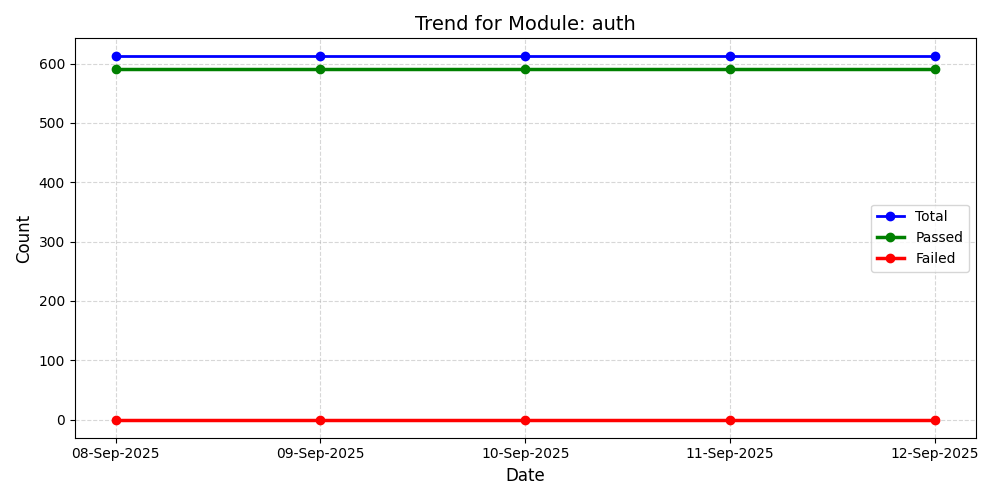 Trend for Module: auth
600
500
400
300
200
100
0
Count
Total
Passed
Failed
08-Sep-2025
09-Sep-2025
10-Sep-2025
11-Sep-2025
12-Sep-2025
Date